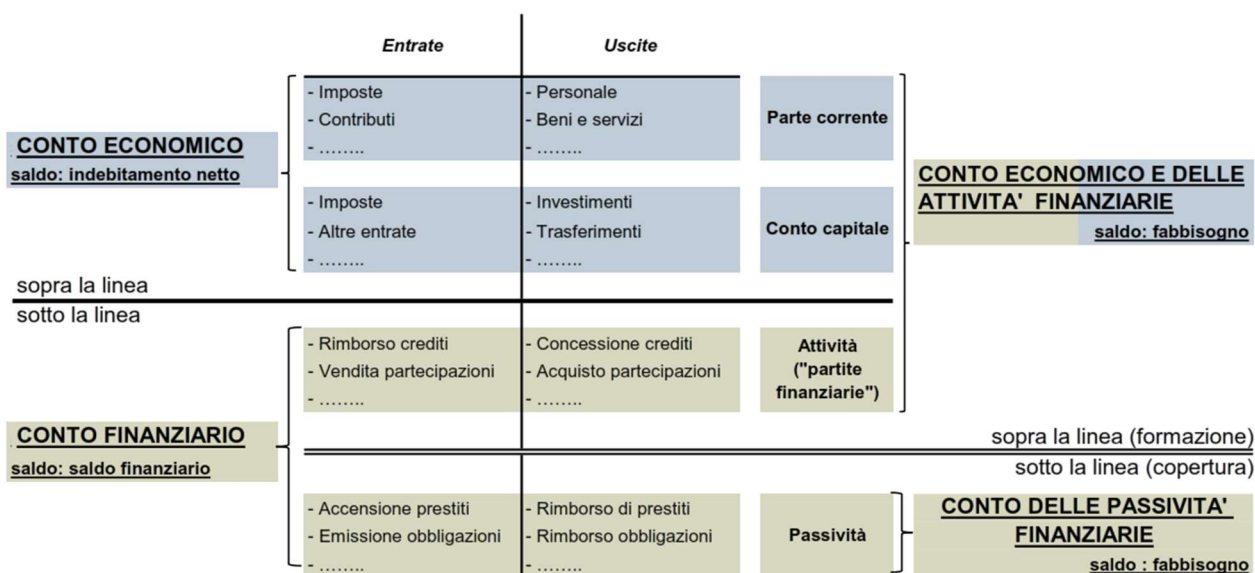 Entrate
Uscite
- Imposte
- Contributi
- ……..
- Personale
- Beni e servizi
- ……..
Parte corrente
CONTO ECONOMICO
saldo: indebitamento netto
- Imposte
- Altre entrate
- ……..
- Investimenti
- Trasferimenti
- ……..
Conto capitale
CONTO ECONOMICO E DELLE
ATTIVITA' FINANZIARIE
saldo: fabbisogno
sopra la linea
sotto la linea
- Rimborso crediti
- Vendita partecipazioni
- ……..
- Concessione crediti
- Acquisto partecipazioni
- ……..
Attività
("partite
finanziarie")
CONTO FINANZIARIO
saldo: saldo finanziario
sopra la linea (formazione)
sotto la linea (copertura)
- Accensione prestiti
- Emissione obbligazioni
- ……..
- Rimborso di prestiti
- Rimborso obbligazioni
- ……..
Passività
CONTO DELLE PASSIVITA'
FINANZIARIE
saldo : fabbisogno